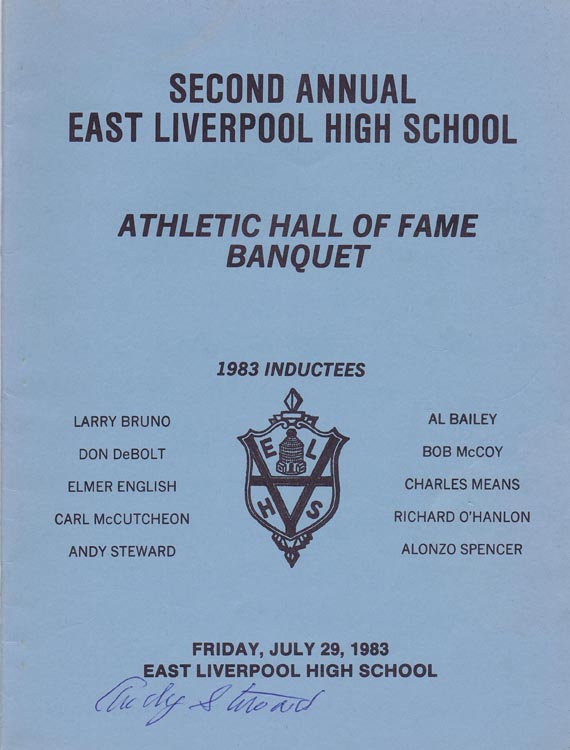 SECOND ANNUAL
EAST LIVERPOOL HIGH SCHOOL
ATHLETIC HALL OF FAME
BANQUET
1983 INDUCTEES
LARRY BRUNO
DON DeBOLT
ELMER ENGLISH
CARL McCUTCHEON
ANDY STEWARD
E L
H S
AL BAILEY
BOB McCOY
CHARLES MEANS
RICHARD O'HANLON
ALONZO SPENCER
FRIDAY, JULY 29, 1983
EAST LIVERPOOL HIGH SCHOOL
Andy Steward